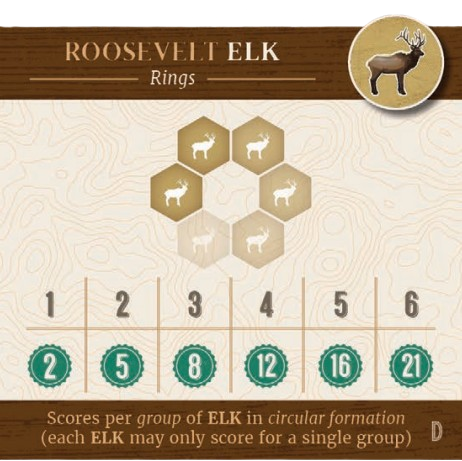 ROOSEVELT ELK
Rings
1 2 3 4 5 6
2 5 8 12 16 21
Scores per group of ELK in circular formation
(each ELK may only score for a single group) D